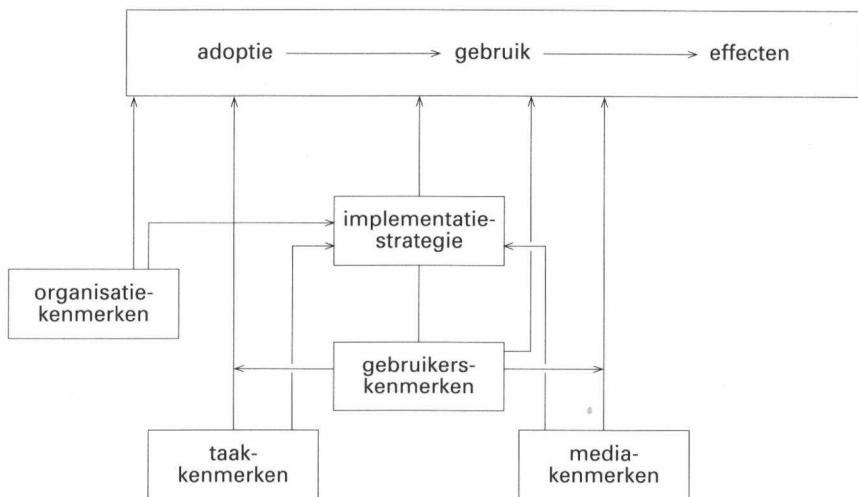 adoptie gebruik effecten
implementatie-
strategie
organisatie-
kenmerken
gebruikers-
kenmerken
taak-
kenmerken
media-
kenmerken